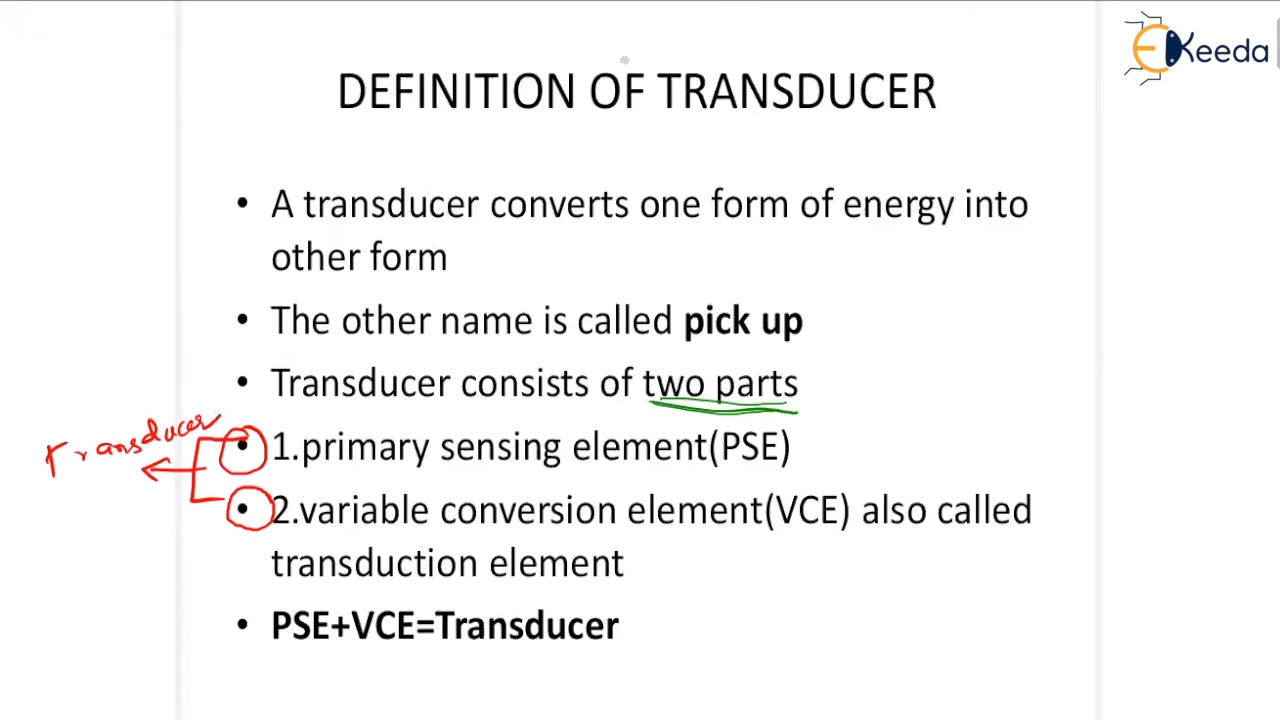 EKeeda
DEFINITION OF TRANSDUCER
• A transducer converts one form of energy into
other form
• The other name is called pick up
• Transducer consists of two parts
Transducer
• 1.primary sensing element(PSE)
• 2.variable conversion element(VCE) also called
transduction element
• PSE+VCE=Transducer